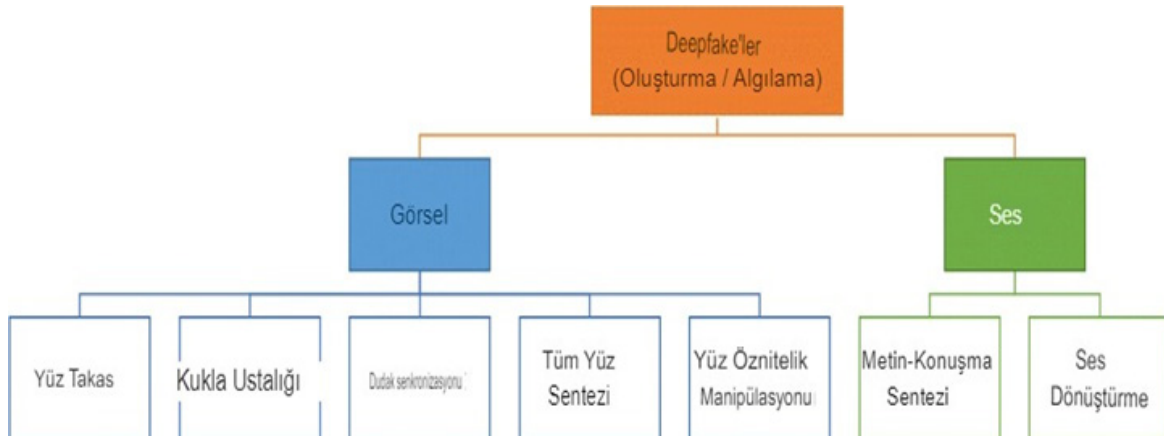 Deepfake'ler
(Oluşturma / Algılama)
Görsel
Ses
Yüz Takas
Kukla Ustalığı
Dudak senkronizasyonu
Tüm Yüz
Sentezi
Yüz Öznitelik
Manipülasyonu
Metin-Konuşma
Sentezi
Ses
Dönüştürme